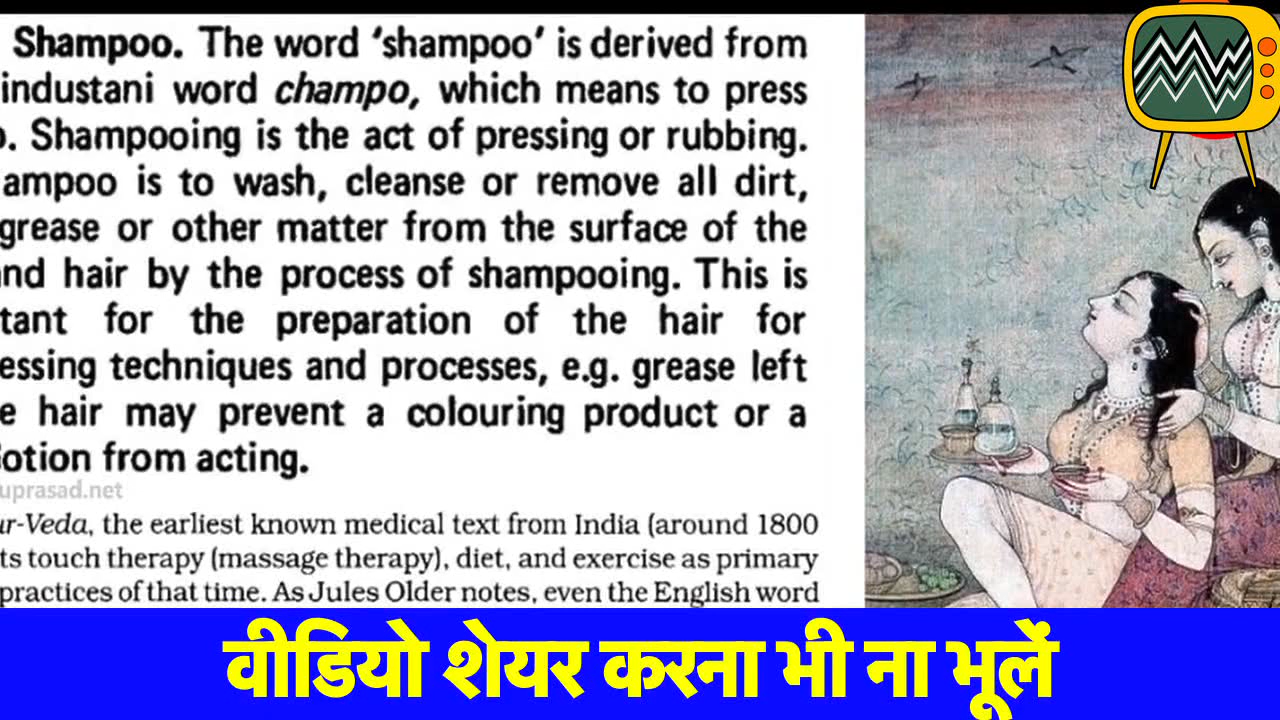 Shampoo. The word ‘shampoo’ is derived from
industani word champo, which means to press
. Shampooing is the act of pressing or rubbing.
ampoo is to wash, cleanse or remove all dirt,
grease or other matter from the surface of the
nd hair by the process of shampooing. This is
tant for the preparation of the hair for
essing techniques and processes, e.g. grease left
e hair may prevent a colouring product or a
otion from acting.
uprasad.net
ur-Veda, the earliest known medical text from India (around 1800
ts touch therapy (massage therapy), diet, and exercise as primary
practices of that time. As Jules Older notes, even the English word
वीडियो शेयर करना भी ना भूलें